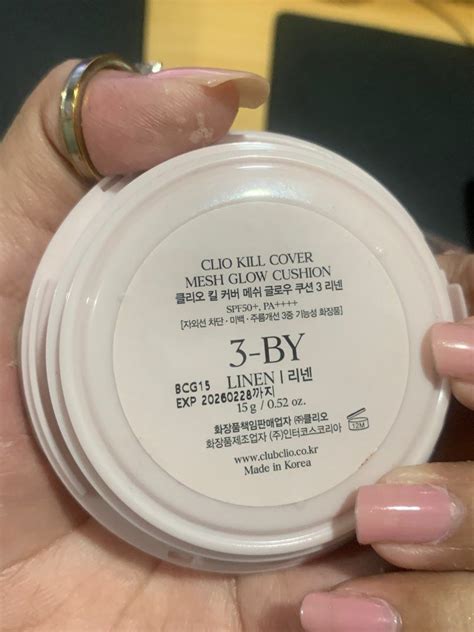 CLIO KILL COVER
MESH GLOW CUSHION
클리오 킬 커버 메쉬 글로우 쿠션 3 리넨
SPF50+, PA++++
[자외선 차단 · 미백 · 주름개선 3중 기능성 화장품]
3-BY
LINEN | 리넨
BCG15
EXP 20260228까지
15 g / 0.52 oz.
화장품책임판매업자 ㈜클리오
화장품제조업자 (주)인터코스코리아
12M
www.clubclio.co.kr
Made in Korea